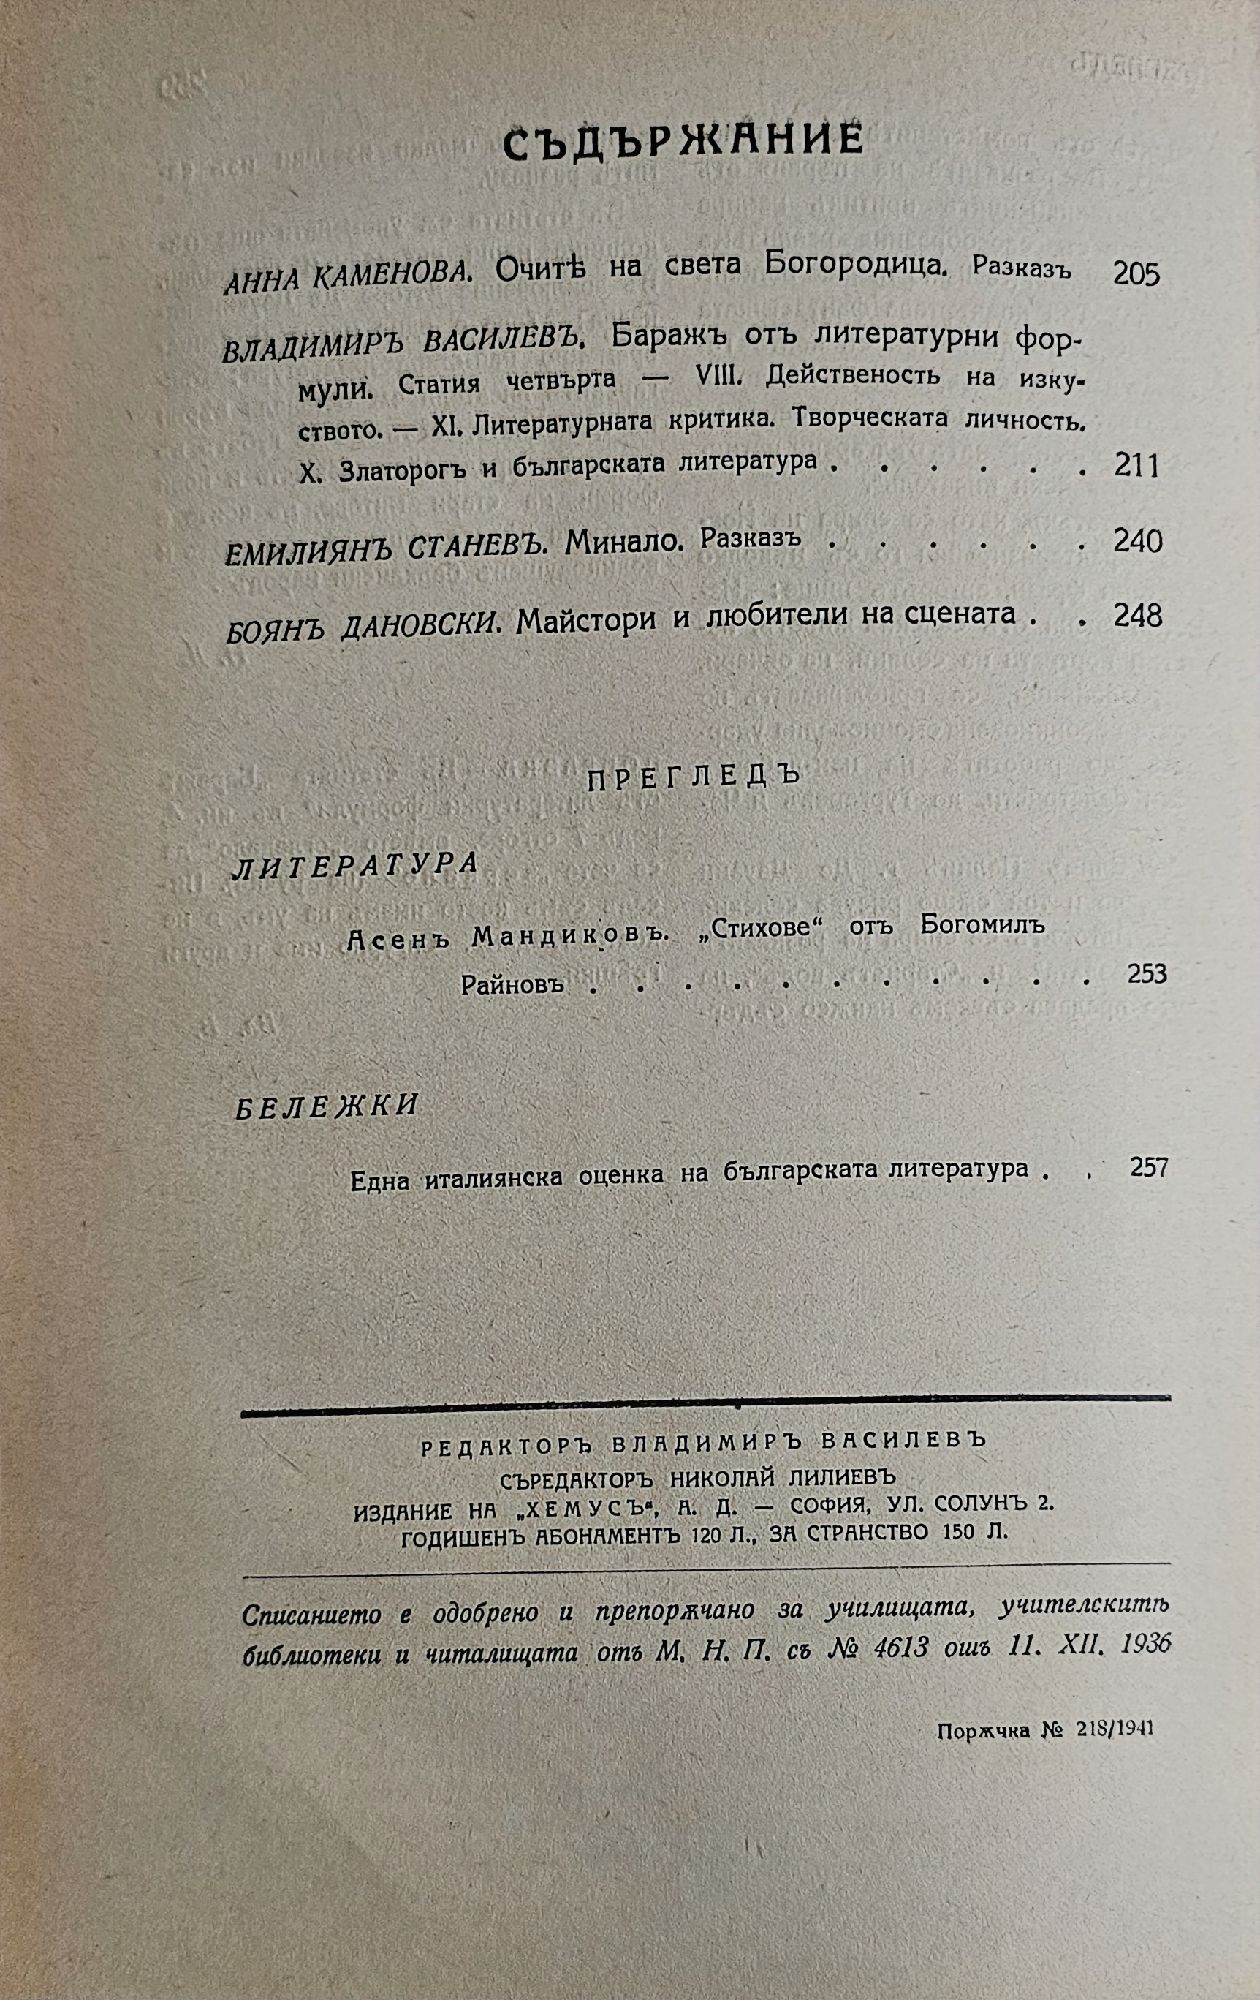 СЪДЪРЖАНИЕ
АННА КАМЕНОВА. Очитѣ на света Богородица. Разказъ 205
ВЛАДИМИРЪ ВАСИЛЕВЪ. Баражъ отъ литературни фор-
мули. Статия четвърта — VIII. Действеность на изку-
ството. — XI. Литературната критика. Творческата личность.
X. Златорогъ и българската литература . . . . . . 211
ЕМИЛИЯНЪ СТАНЕВЪ. Минало. Разказъ . . . . . . 240
БОЯНЪ ДАНОВСКИ. Майстори и любители на сцената . . 248
ПРЕГЛЕДЪ
ЛИТЕРАТУРА
Асенъ Мандиковъ. „Стихове“ отъ Богомилъ
Райновъ . . . . . . . . . . . 253
БЕЛЕЖКИ
Една италиянска оценка на българската литература . . 257
РЕДАКТОРЪ ВЛАДИМИРЪ ВАСИЛЕВЪ
СЪРЕДАКТОРЪ НИКОЛАЙ ЛИЛИЕВЪ
ИЗДАНИЕ НА „ХЕМУСЪ“, А. Д. — СОФИЯ, УЛ. СОЛУНЪ 2.
ГОДИШЕНЪ АБОНАМЕНТЪ 120 Л., ЗА СТРАНСТВО 150 Л.
Списанието е одобрено и препорѫчано за училищата, учителскитѣ
библиотеки и читалищата отъ М. Н. П. съ № 4613 отъ 11. XII. 1936
Порѫчка № 218/1941